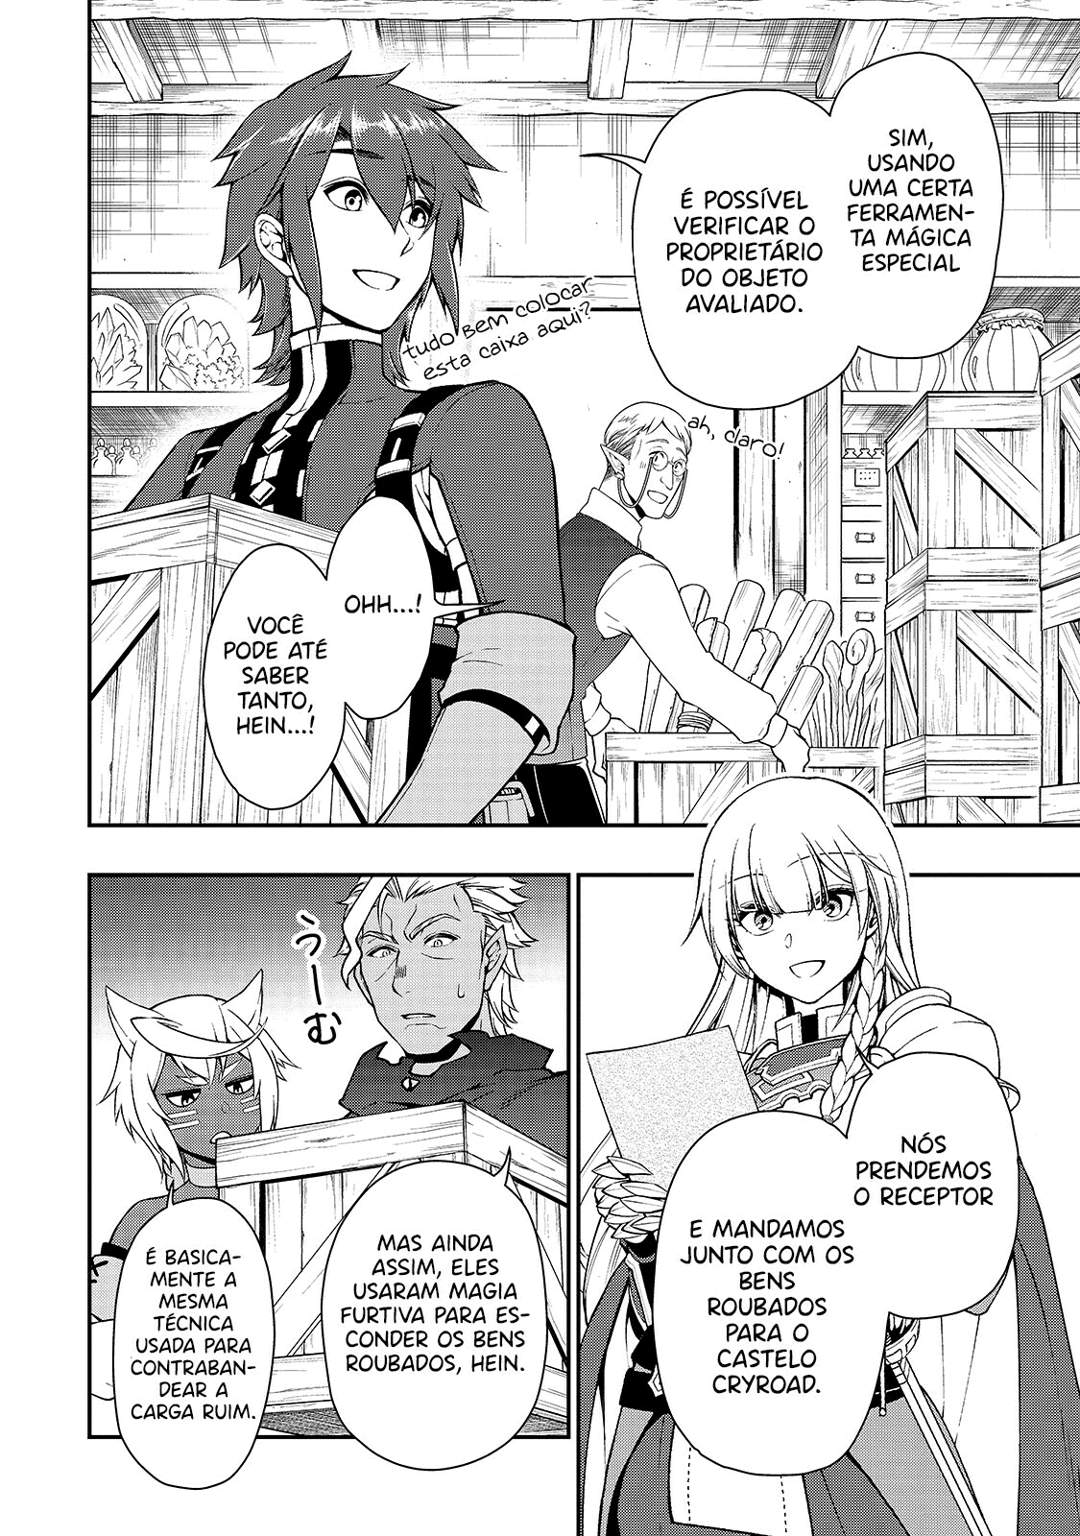 SIM,
USANDO
UMA CERTA
FERRAMEN-
TA MÁGICA
ESPECIAL
É POSSÍVEL
VERIFICAR O
PROPRIETÁRIO
DO OBJETO
AVALIADO.
tudo bem colocar
esta caixa aqui?
ah, claro!
OHH...!
VOCÊ
PODE ATÉ
SABER
TANTO,
HEIN...!
NÓS
PRENDEMOS
O RECEPTOR
E MANDAMOS
JUNTO COM OS
BENS
ROUBADOS
PARA O
CASTELO
CRYROAD.
うーむ
MAS AINDA
ASSIM, ELES
USARAM MAGIA
FURTIVA PARA ES-
CONDER OS BENS
ROUBADOS, HEIN.
É BASICA-
MENTE A
MESMA
TÉCNICA
USADA PARA
CONTRABAN-
DEAR A
CARGA RUIM.